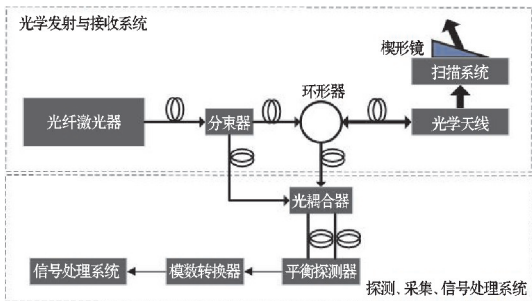 光学发射与接收系统
楔形镜
扫描系统
环形器
光纤激光器
分束器
光学天线
光耦合器
信号处理系统
模数转换器
平衡探测器
探测、采集、信号处理系统